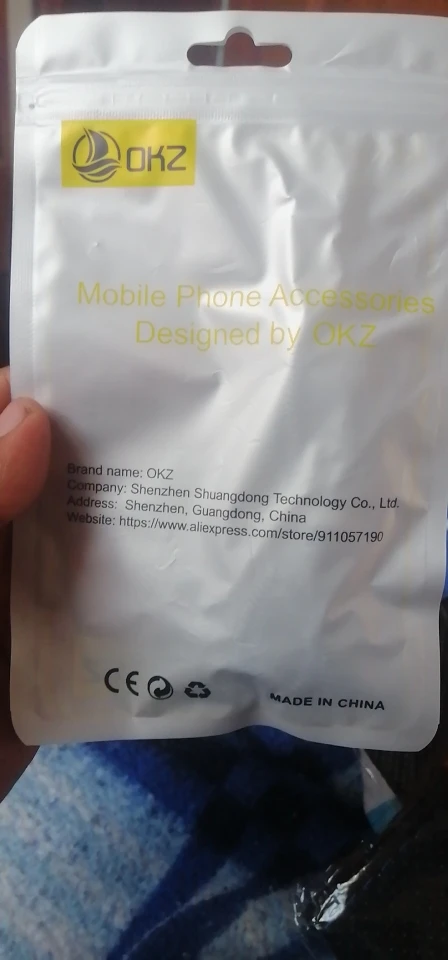 OKZ
Mobile Phone Accessories
Designed by OKZ
Brand name: OKZ
Company: Shenzhen Shuangdong Technology Co., Ltd.
Address: Shenzhen, Guangdong, China
Website: https://www.aliexpress.com/store/911057190
CE
MADE IN CHINA